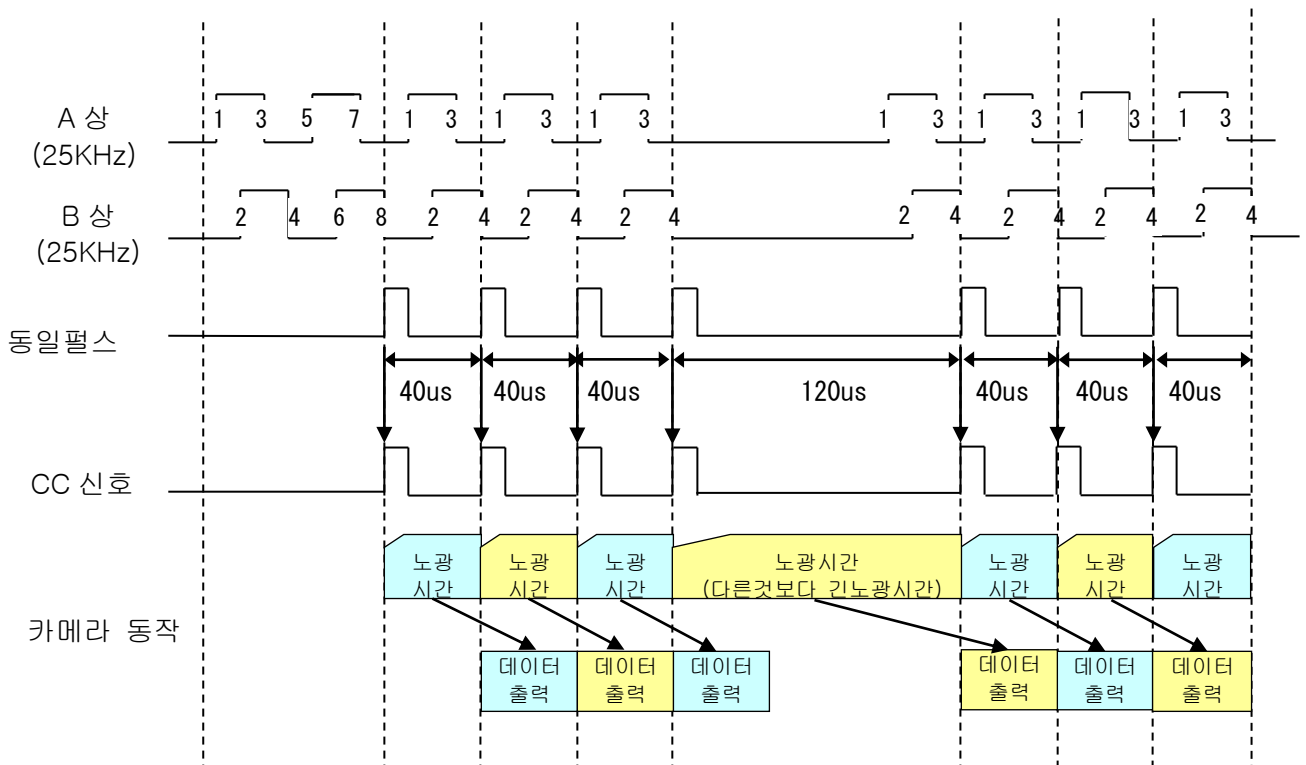 A 상
(25KHz)
1 3 5 7 1 3 1 3 1 3 1 3 1 3 1 3 1 3
B 상
(25KHz)
2 4 6 8 2 4 2 4 2 4 2 4 2 4 2 4 2 4
동일펄스
40us 40us 40us 120us 40us 40us 40us
CC 신호
노광 노광 노광 노광시간 노광 노광 노광
시간 시간 시간 (다른것보다 긴노광시간) 시간 시간 시간
카메라 동작
데이터 데이터 데이터 데이터 데이터 데이터
출력 출력 출력 출력 출력 출력